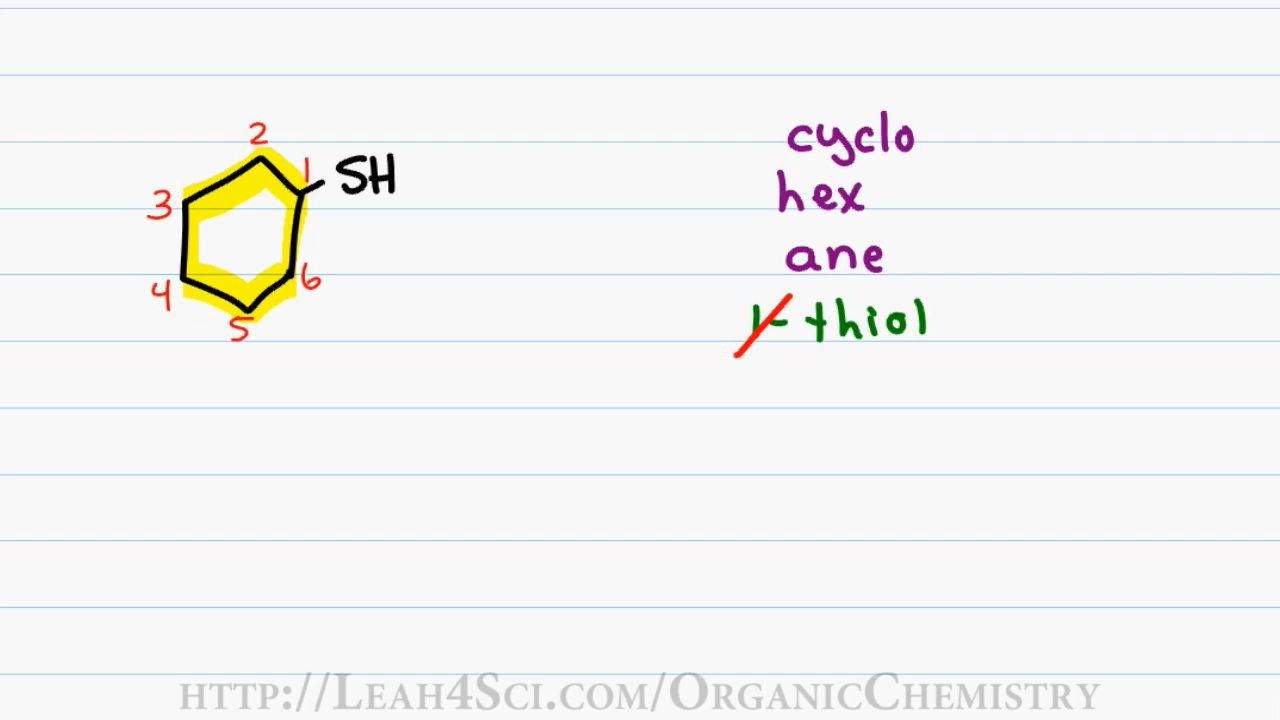 2
1
SH
3
6
4
5
cyclo
hex
ane
1- thiol
HTTP://LEAH4SCI.COM/ORGANICCHEMISTRY